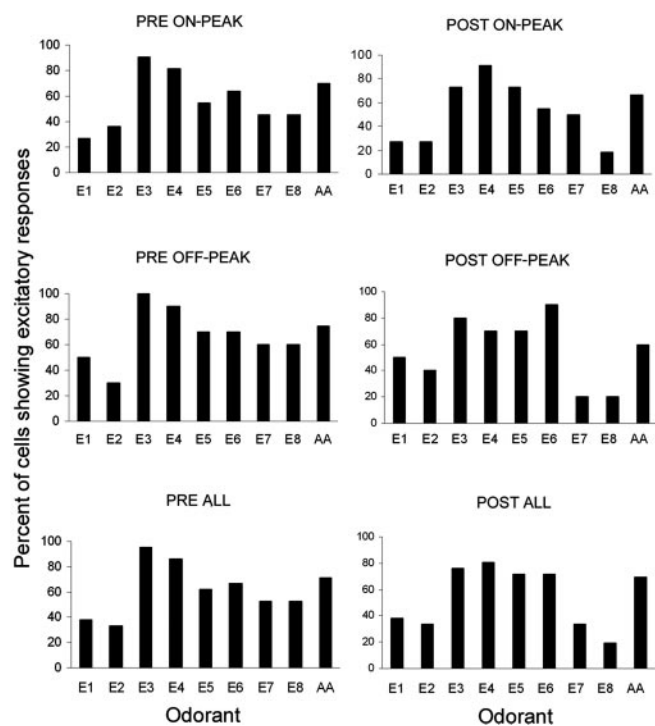 Percent of cells showing excitatory responses
PRE ON-PEAK
100
80
60
40
20
0
E1 E2 E3 E4 E5 E6 E7 E8 AA
POST ON-PEAK
100
80
60
40
20
0
E1 E2 E3 E4 E5 E6 E7 E8 AA
PRE OFF-PEAK
100
80
60
40
20
0
E1 E2 E3 E4 E5 E6 E7 E8 AA
POST OFF-PEAK
100
80
60
40
20
0
E1 E2 E3 E4 E5 E6 E7 E8 AA
PRE ALL
100
80
60
40
20
0
E1 E2 E3 E4 E5 E6 E7 E8 AA
Odorant
POST ALL
100
80
60
40
20
0
E1 E2 E3 E4 E5 E6 E7 E8 AA
Odorant